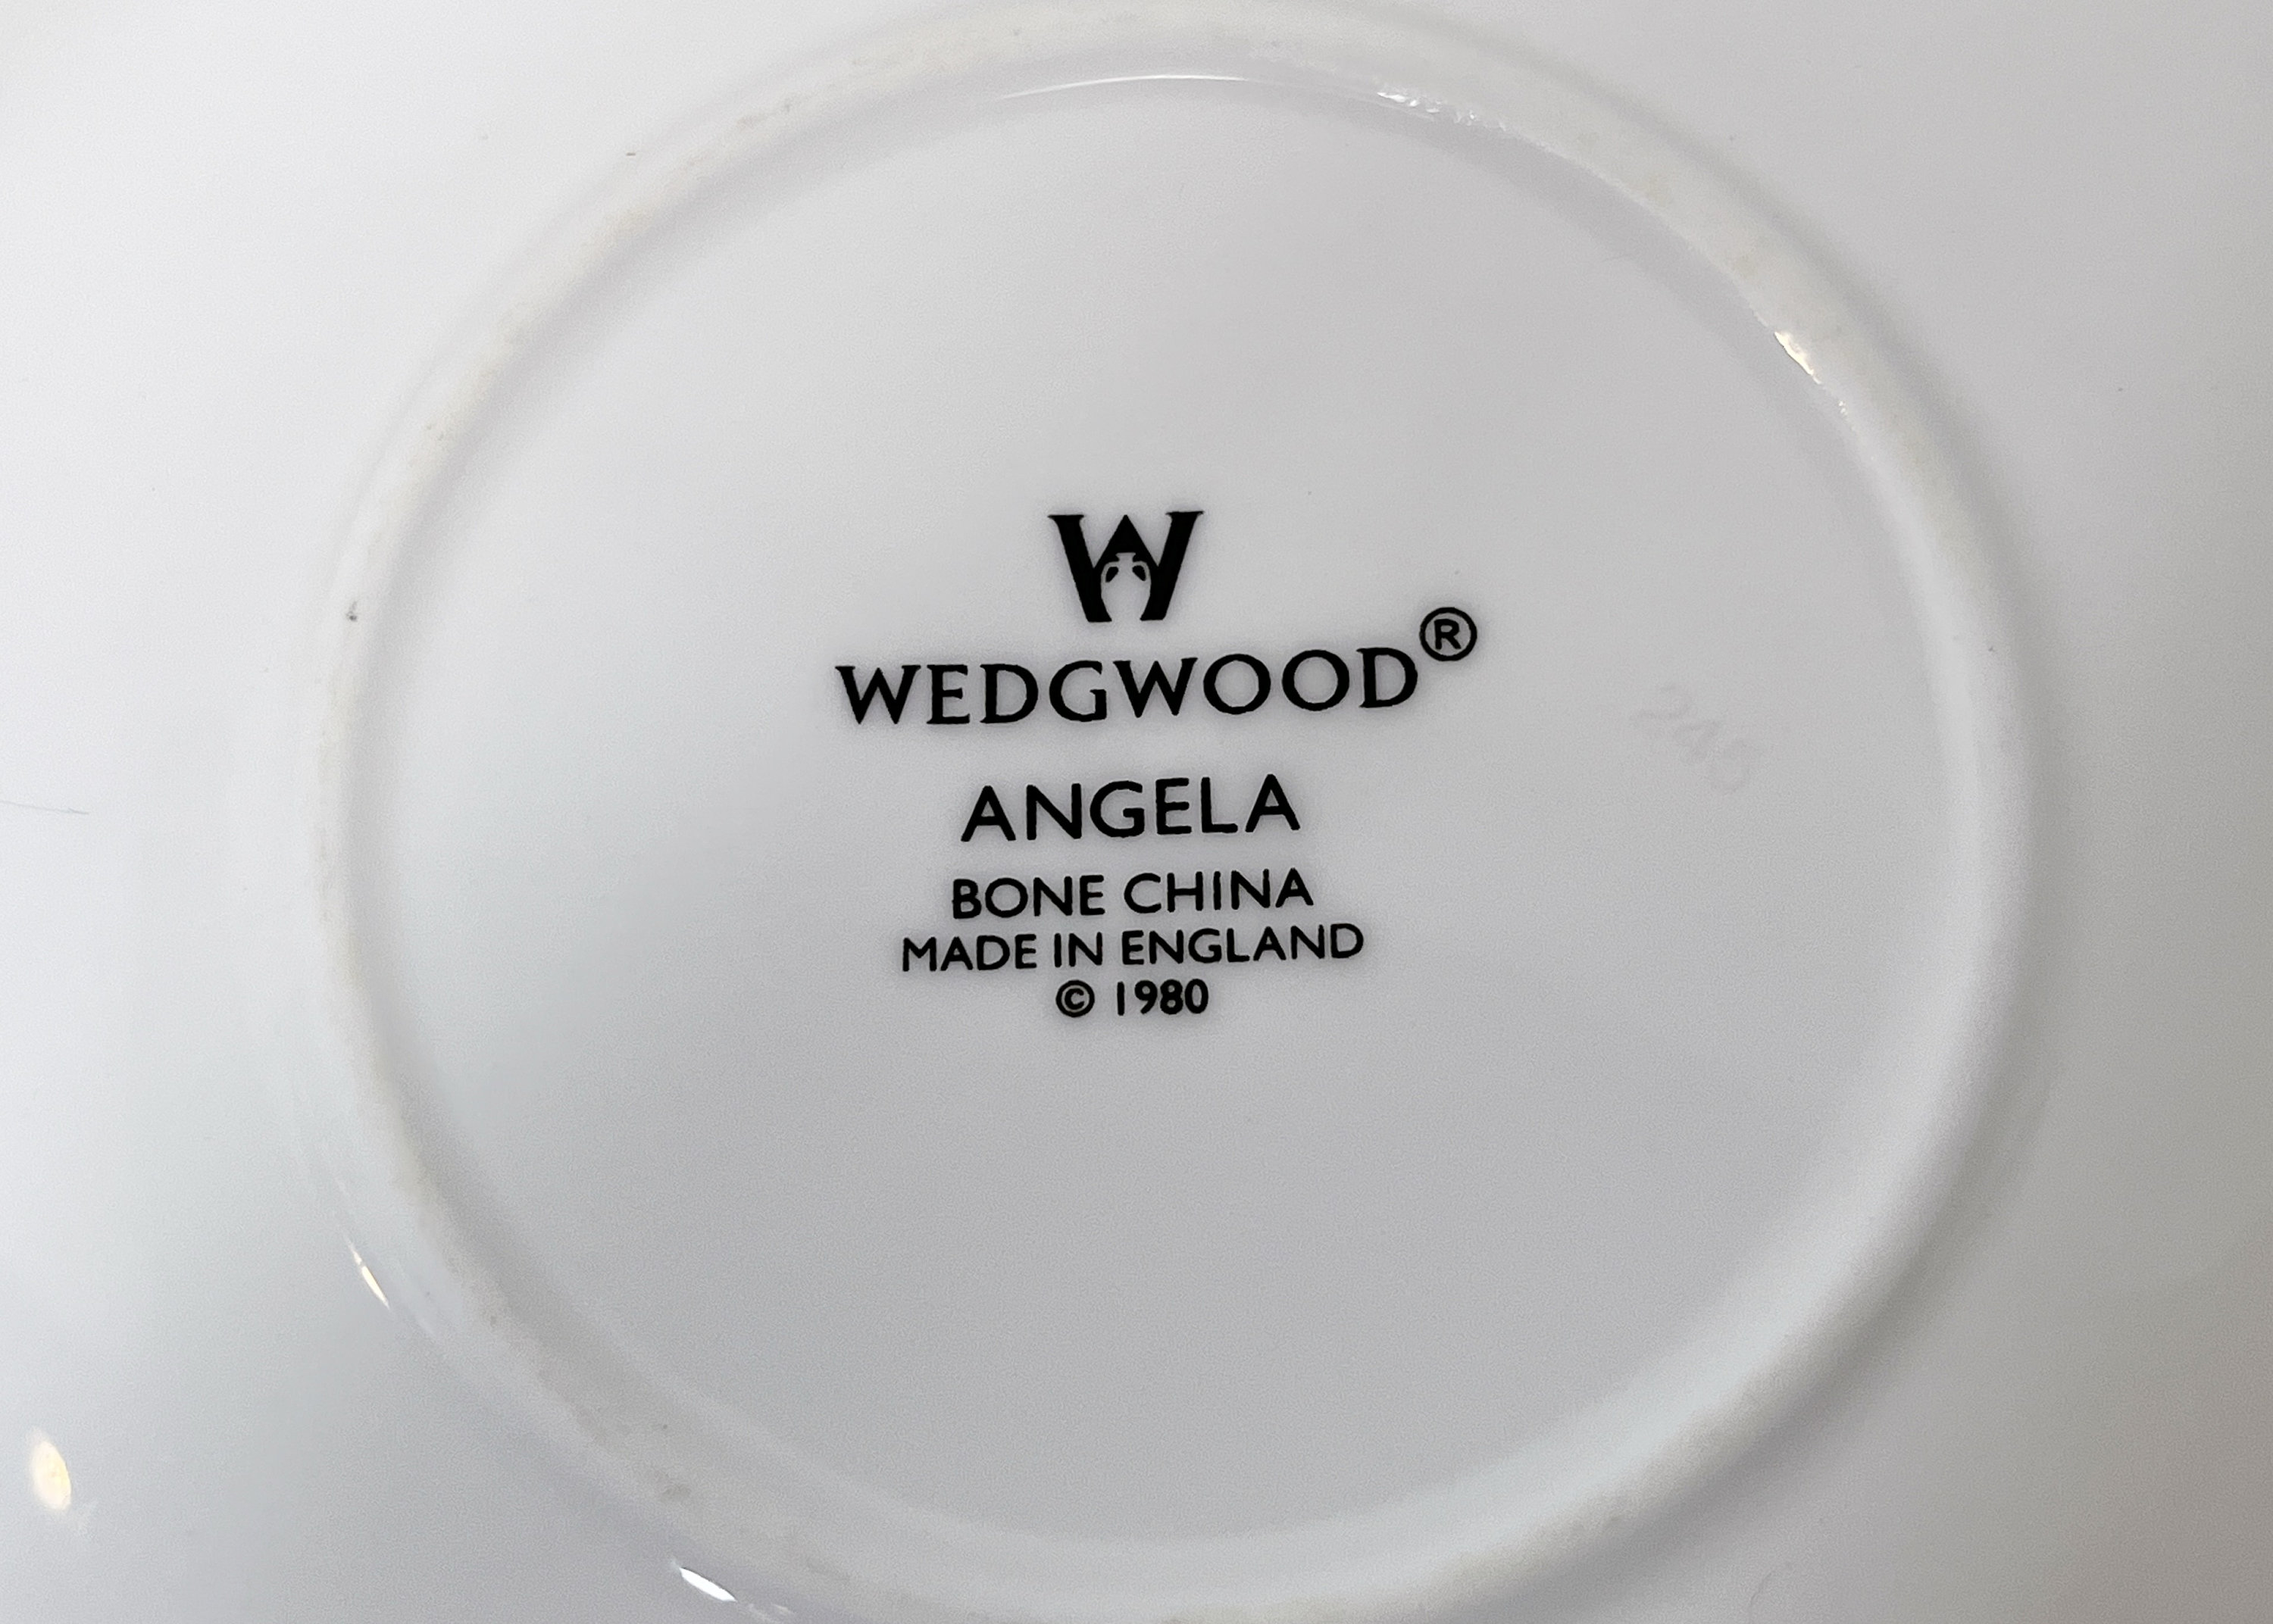 W
WEDGWOOD®
ANGELA
BONE CHINA
MADE IN ENGLAND
© 1980